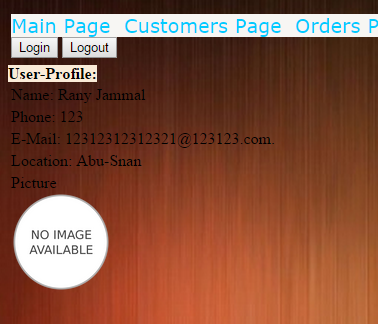 Main Page Customers Page Orders P
Login Logout
User-Profile:
Name: Rany Jammal
Phone: 123
E-Mail: 12312312312321@123123.com.
Location: Abu-Snan
Picture
NO IMAGE
AVAILABLE